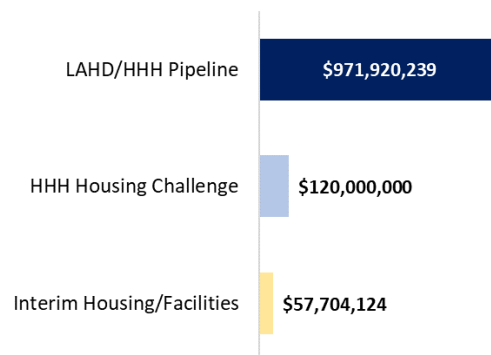 LAHD/HHH Pipeline $971,920,239
HHH Housing Challenge $120,000,000
Interim Housing/Facilities $57,704,124